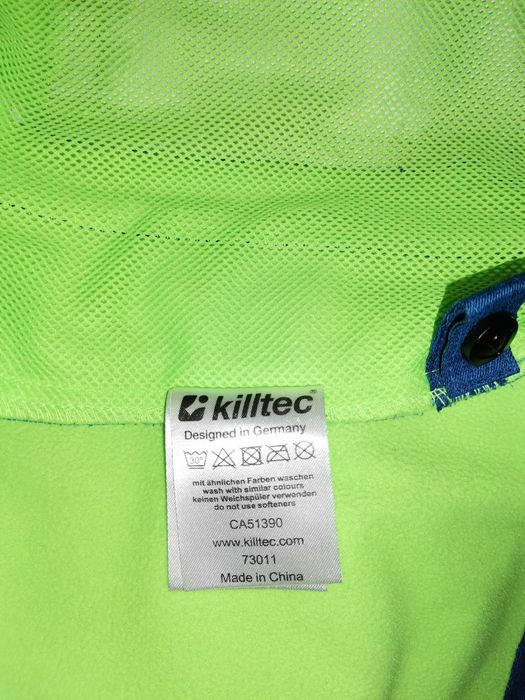 killtec®
Designed in Germany
30°
mit ähnlichen Farben waschen
wash with similar colours
keinen Weichspüler verwenden
do not use softeners
CA51390
www.killtec.com
73011
Made in China